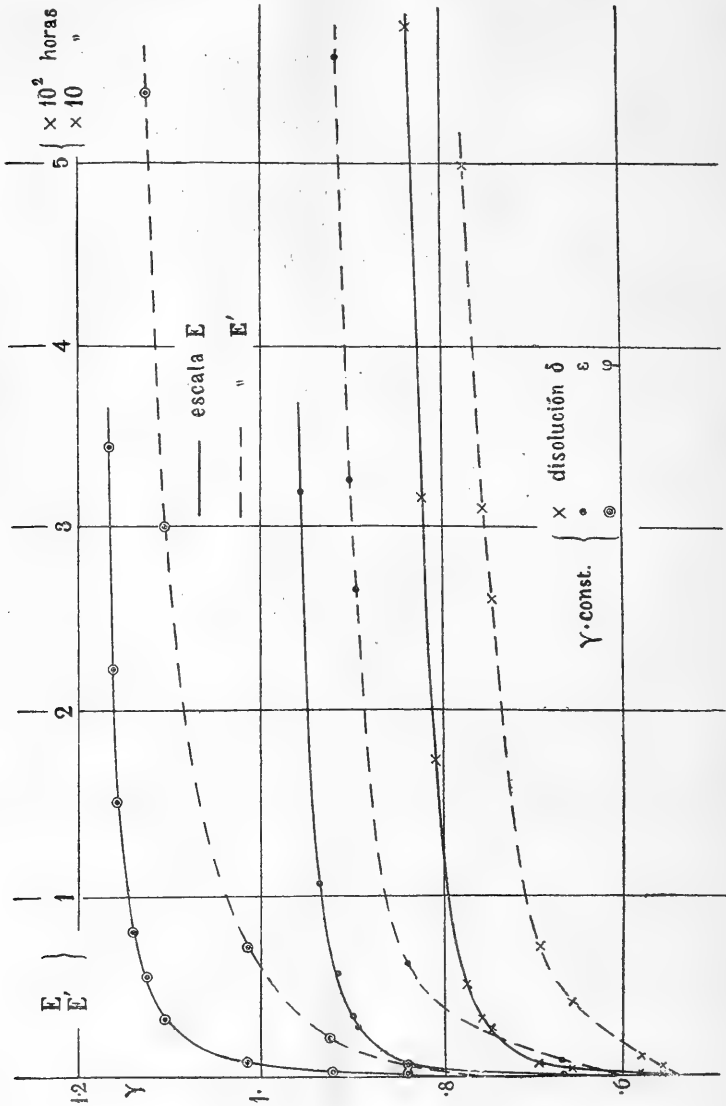 E } 1 2 3 4 5 { × 10² horas
E′ × 10 „
1·2
γ
1·
·8
·6
escala E
„ E′
γ·const. { × disolución δ
• ε
◎ φ